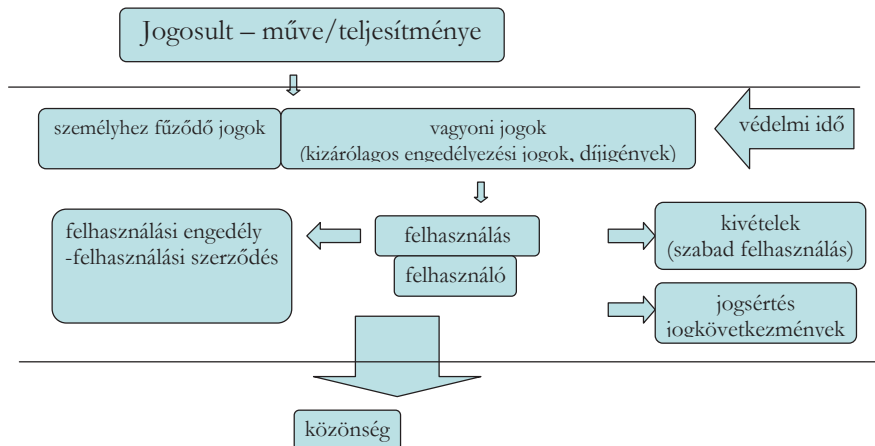 Jogosult – műve/teljesítménye
személyhez fűződő jogok
vagyoni jogok
(kizárólagos engedélyezési jogok, díjigények)
védelmi idő
felhasználási engedély
-felhasználási szerződés
felhasználás
felhasználó
kivételek
(szabad felhasználás)
jogsértés
jogkövetkezmények
közönség